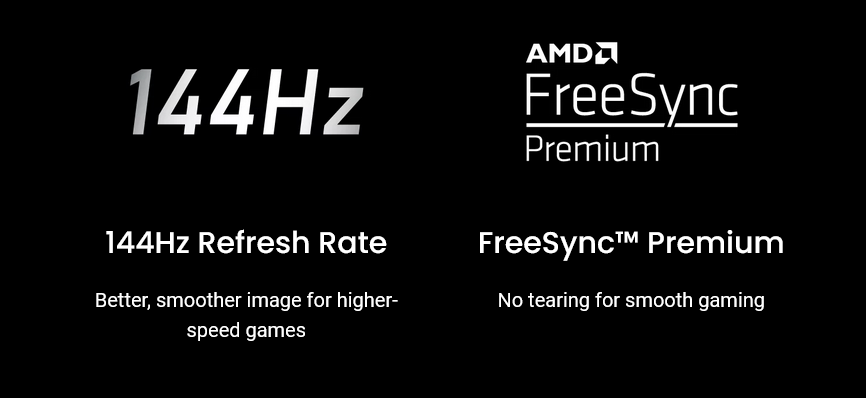 144Hz
AMD
FreeSync
Premium
144Hz Refresh Rate
Better, smoother image for higher-
speed games
FreeSync™ Premium
No tearing for smooth gaming